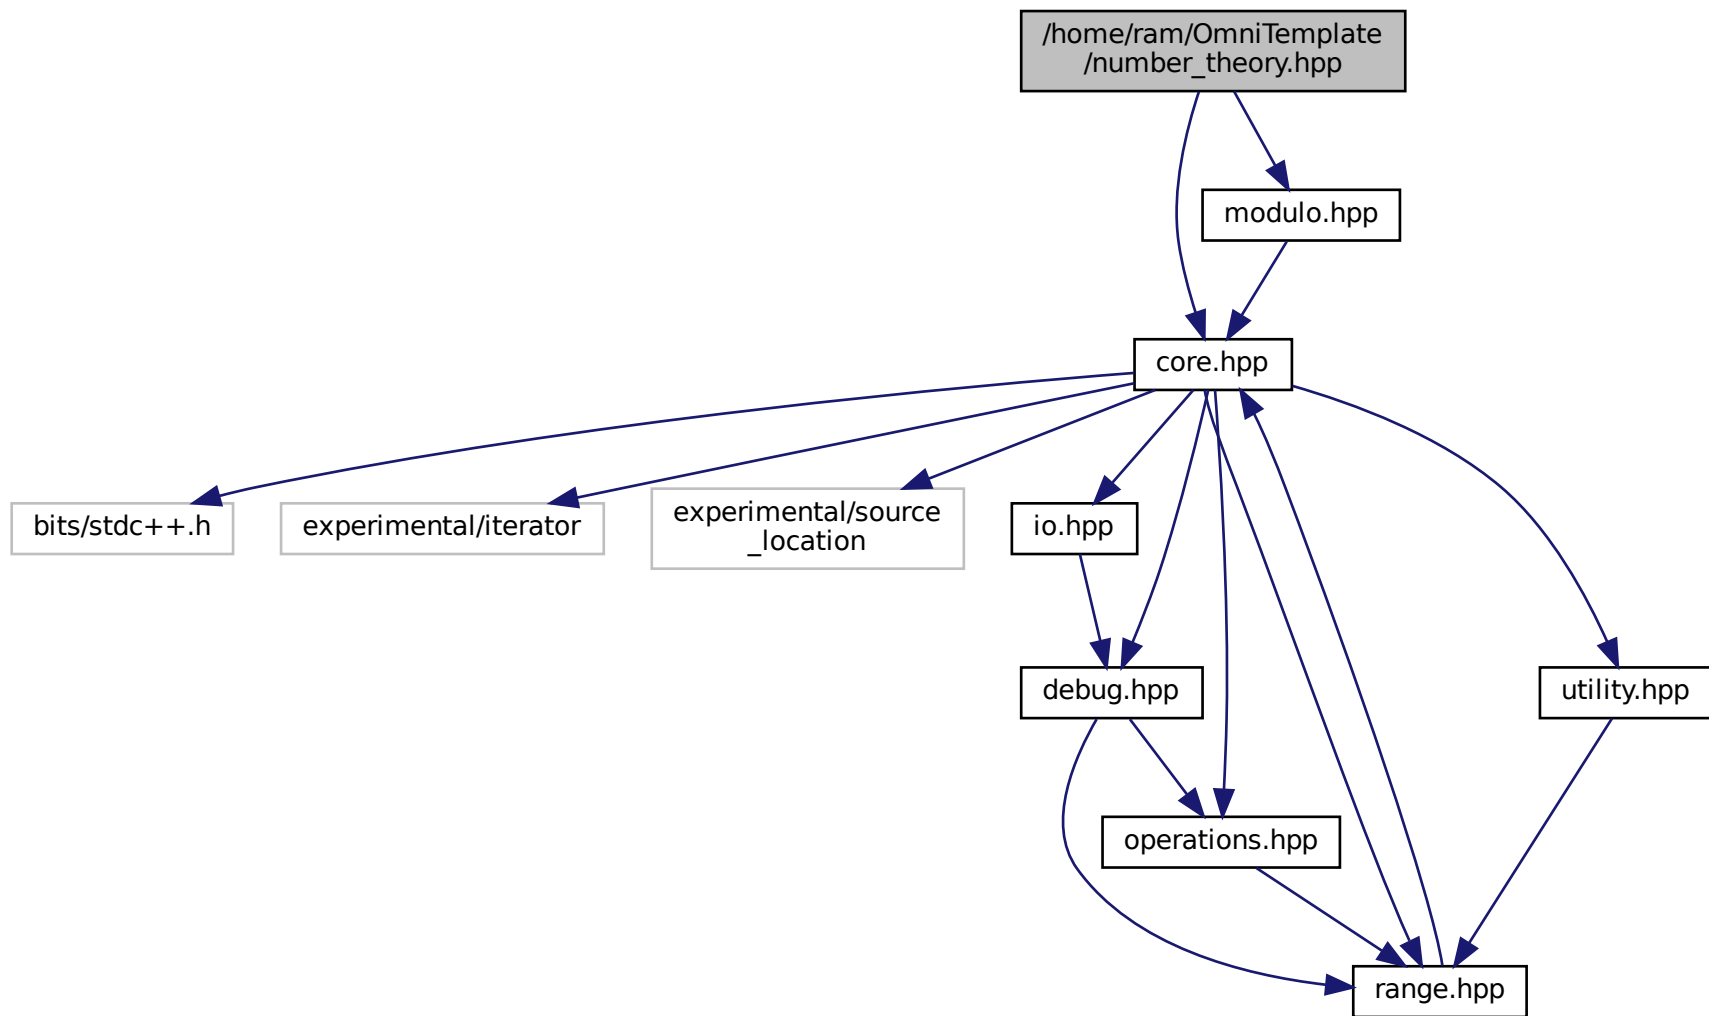 /home/ram/OmniTemplate
/number_theory.hpp
modulo.hpp
core.hpp
bits/stdc++.h
experimental/iterator
experimental/source
_location
io.hpp
debug.hpp
utility.hpp
operations.hpp
range.hpp